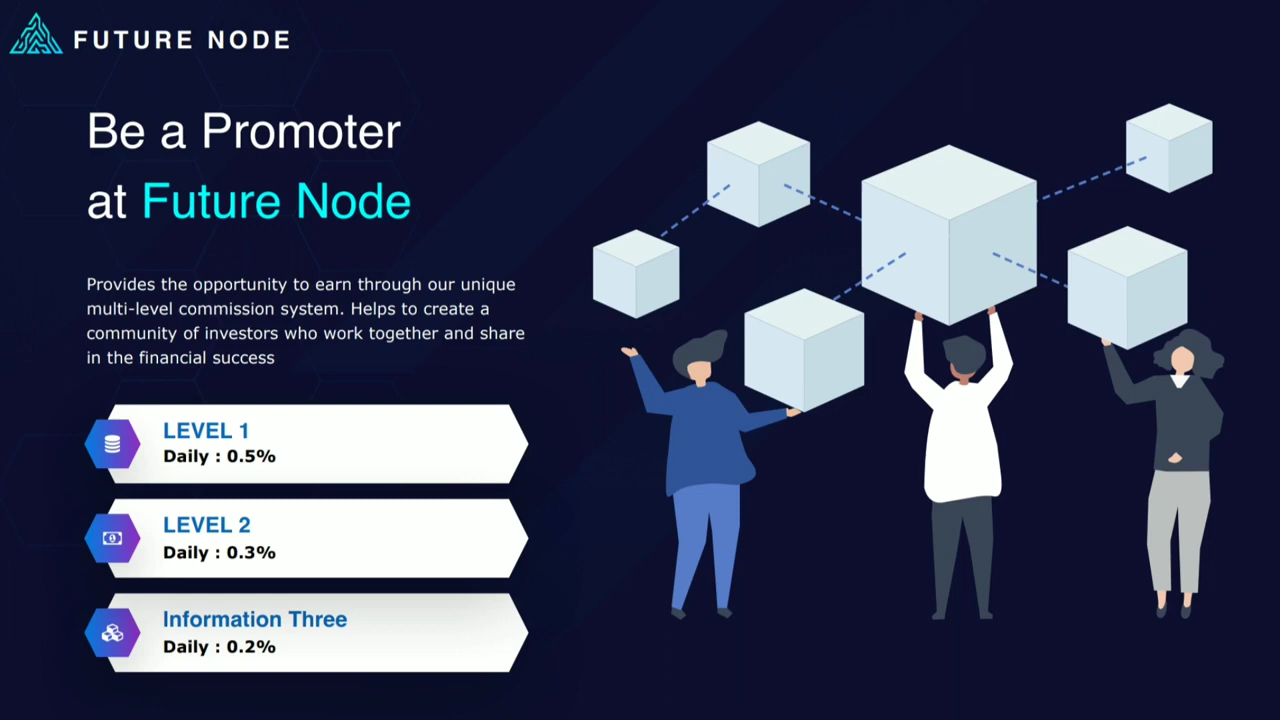 FUTURE NODE
Be a Promoter
at Future Node
Provides the opportunity to earn through our unique
multi-level commission system. Helps to create a
community of investors who work together and share
in the financial success
LEVEL 1
Daily : 0.5%
LEVEL 2
Daily : 0.3%
Information Three
Daily : 0.2%